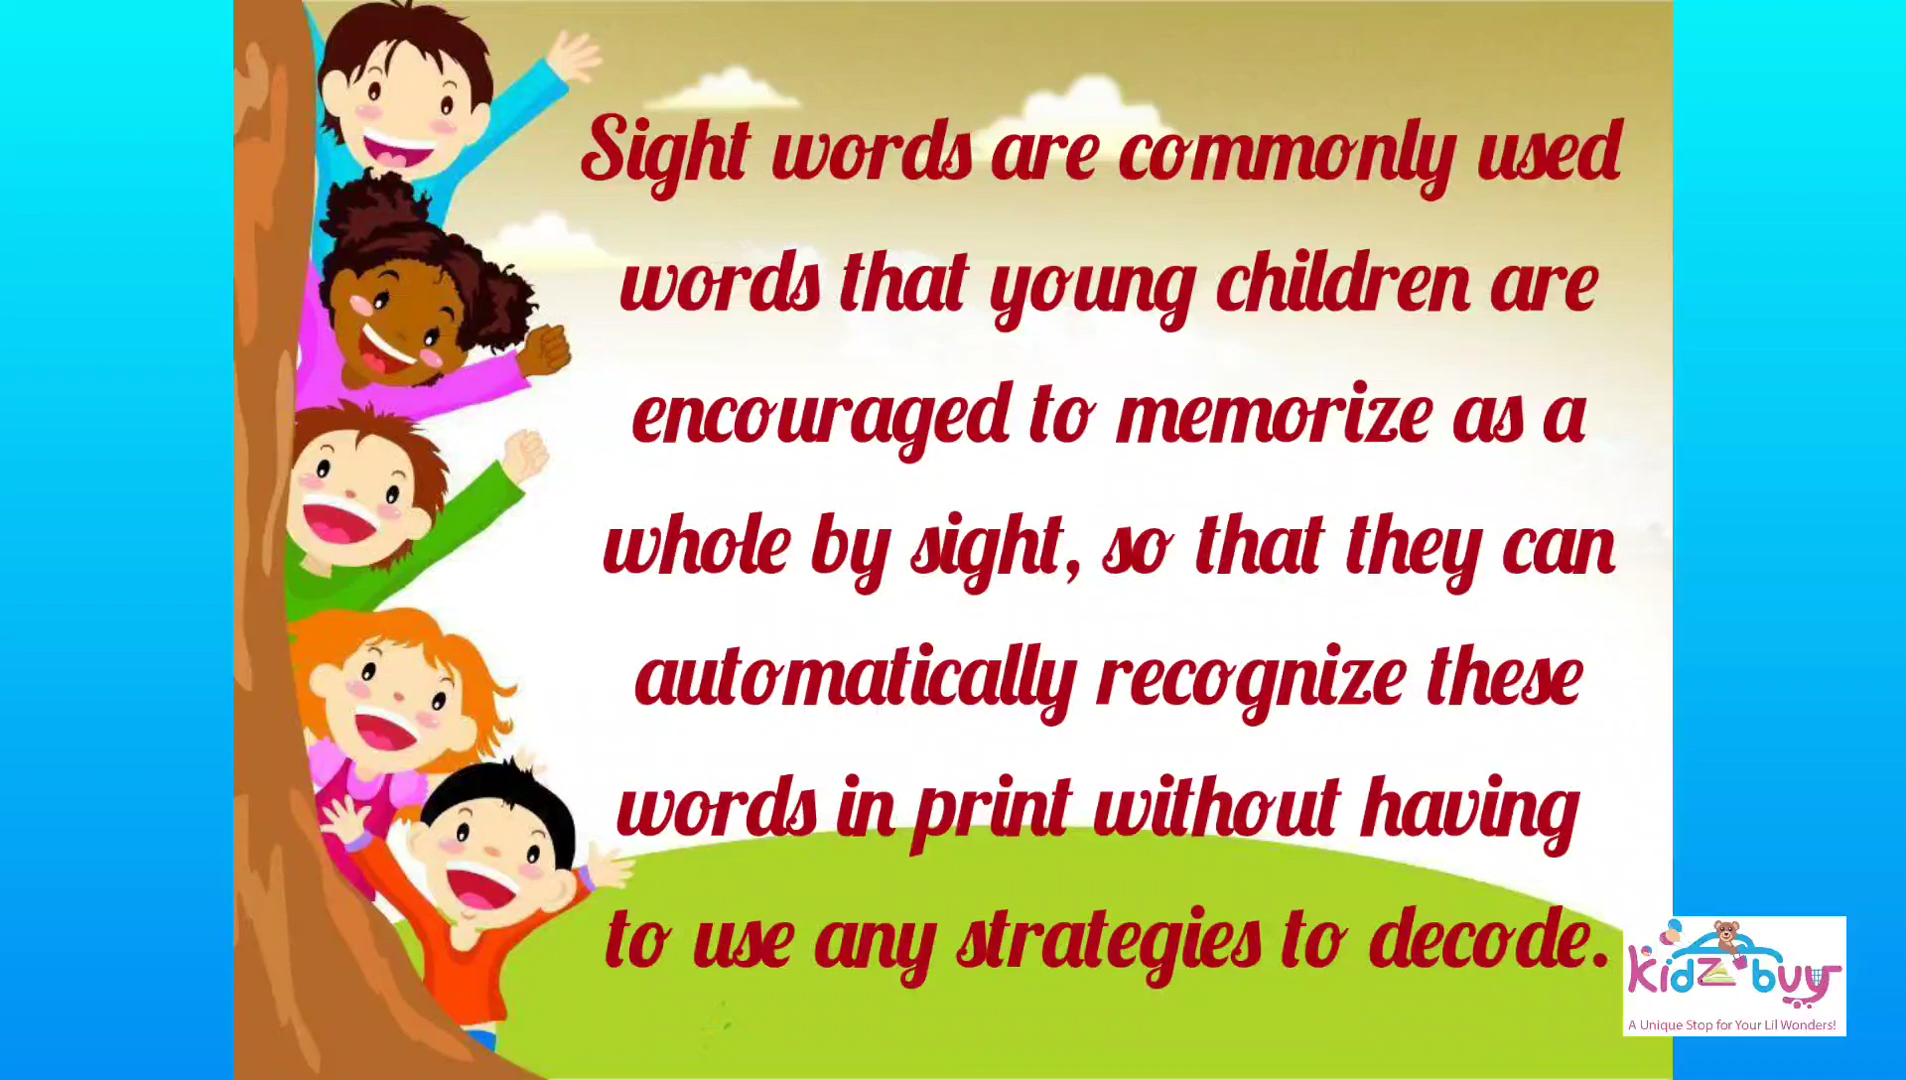 Sight words are commonly used
words that young children are
encouraged to memorize as a
whole by sight, so that they can
automatically recognize these
words in print without having
to use any strategies to decode.
kidz buy
A Unique Stop for Your Lil Wonders!